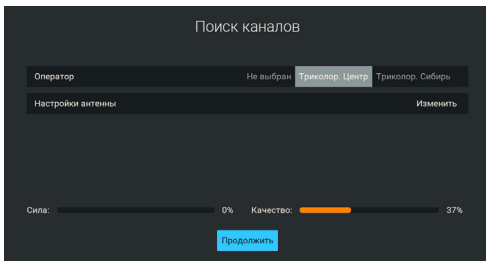 Поиск каналов
Оператор Не выбран Триколор. Центр Триколор. Сибирь
Настройки антенны Изменить
Сила: 0% Качество: 37%
Продолжить